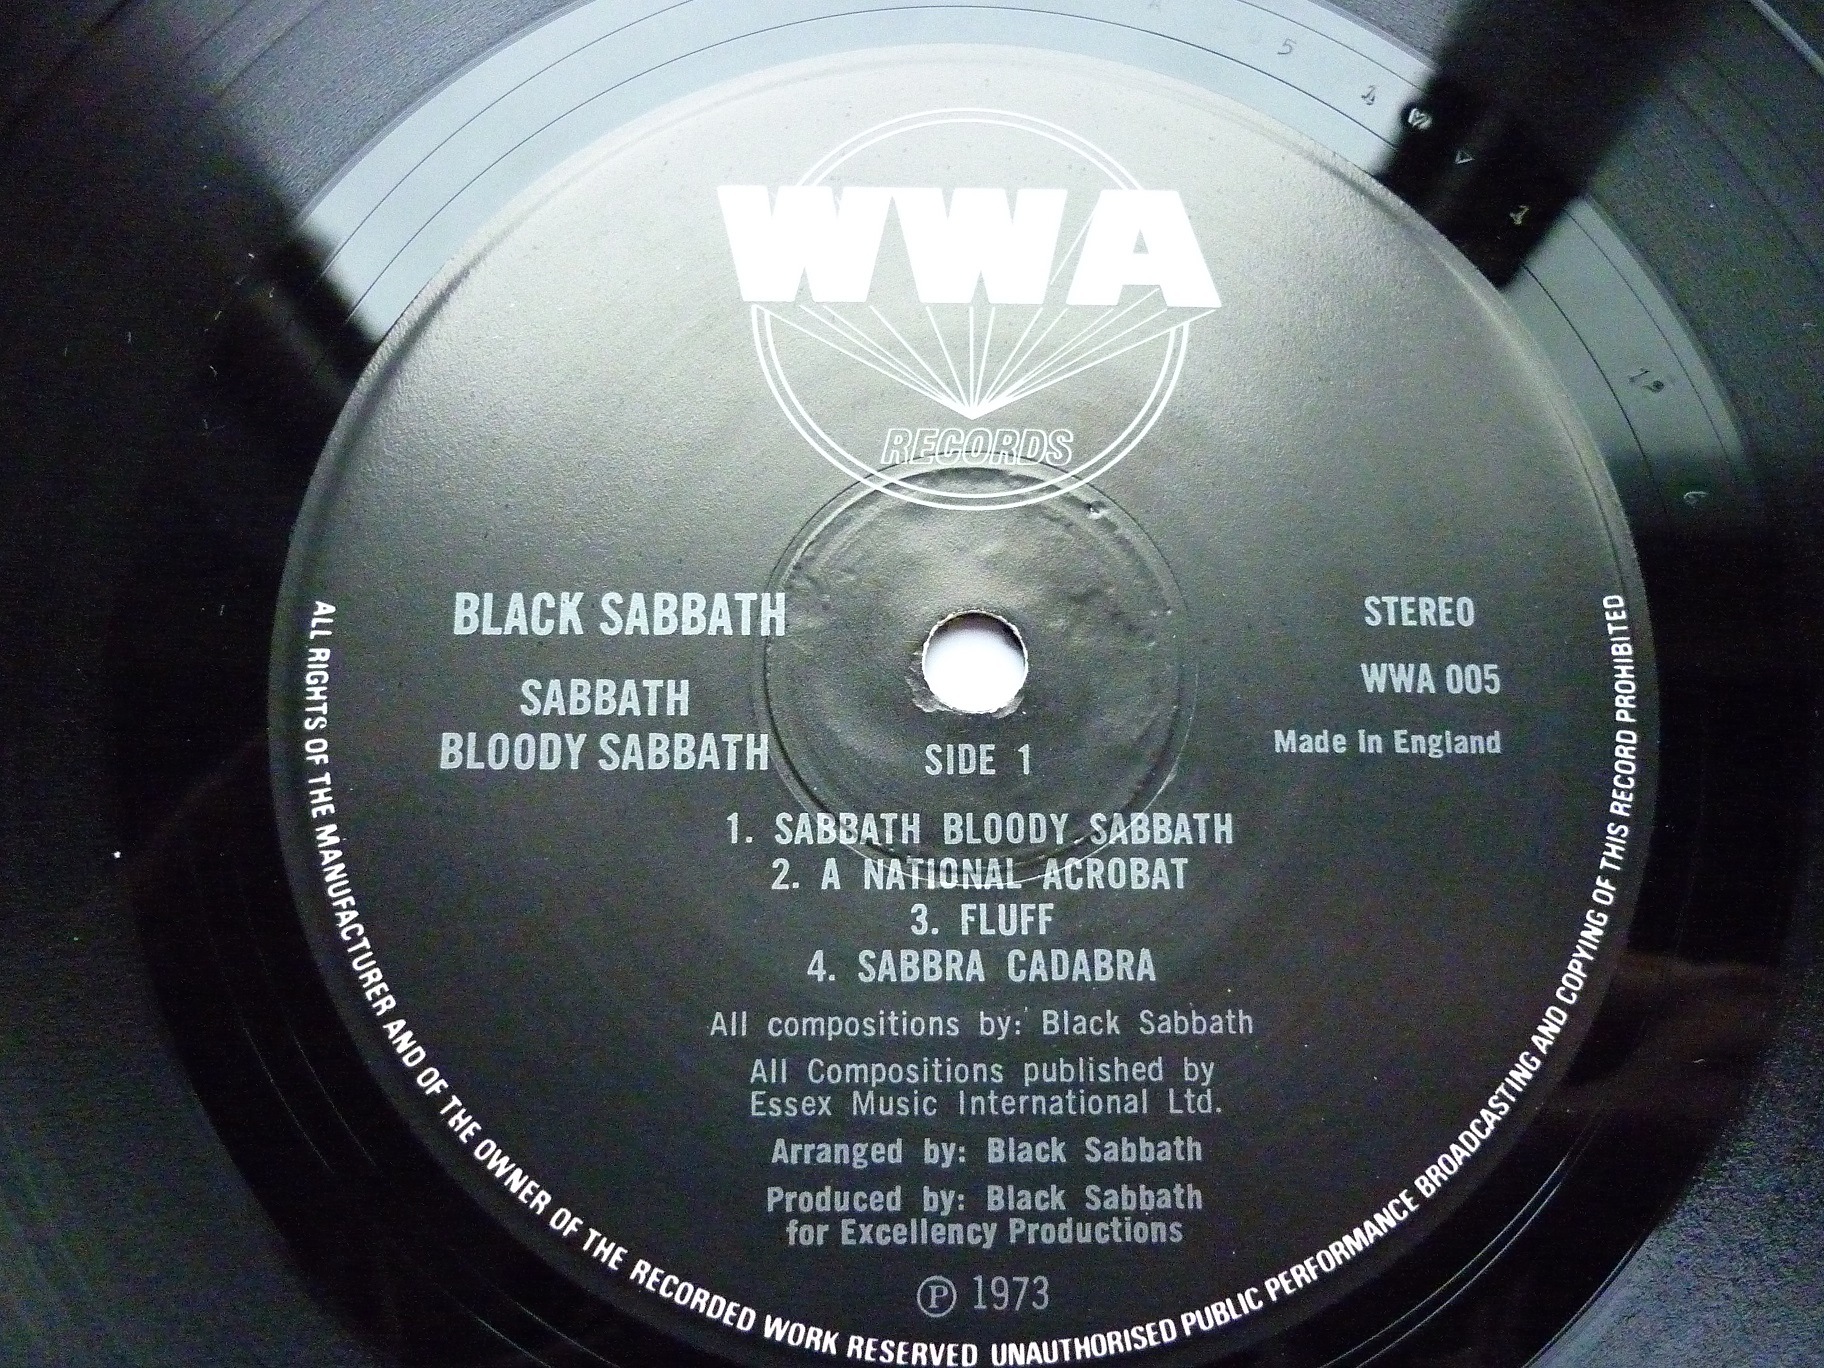 WWA
RECORDS
BLACK SABBATH
SABBATH
BLOODY SABBATH
STEREO
WWA 005
Made in England
SIDE 1
1. SABBATH BLOODY SABBATH
2. A NATIONAL ACROBAT
3. FLUFF
4. SABBRA CADABRA
All compositions by: Black Sabbath
All Compositions published by
Essex Music International Ltd.
Arranged by: Black Sabbath
Produced by: Black Sabbath
for Excellency Productions
℗ 1973
ALL RIGHTS OF THE MANUFACTURER AND OF THE OWNER OF THE RECORDED WORK RESERVED UNAUTHORISED PUBLIC PERFORMANCE BROADCASTING AND COPYING OF THIS RECORD PROHIBITED